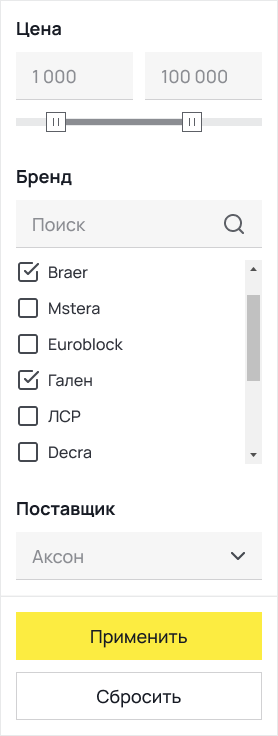 Цена
1 000
100 000
Бренд
Поиск
Braer
Mstera
Euroblock
Гален
ЛСР
Decra
Поставщик
Аксон
Применить
Сбросить